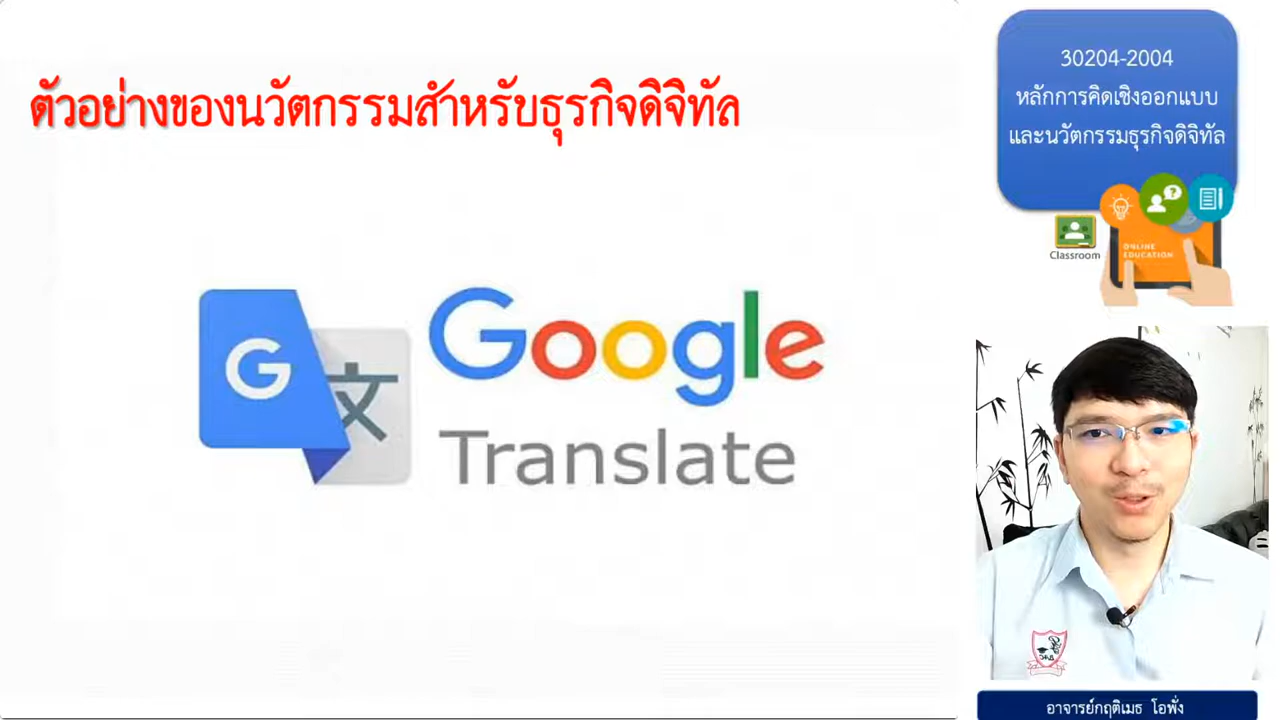 ตัวอย่างของนวัตกรรมสำหรับธุรกิจดิจิทัล
G 文
Google
Translate
30204-2004
หลักการคิดเชิงออกแบบ
และนวัตกรรมธุรกิจดิจิทัล
Classroom
ONLINE
EDUCATION
อาจารย์กฤติเมธ โอพั่ง